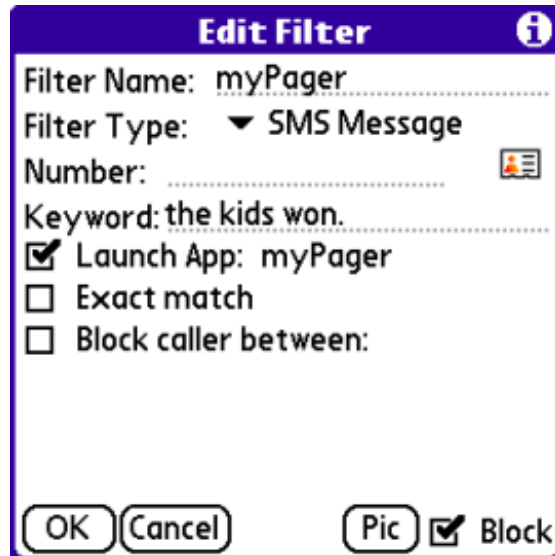 Edit Filter
Filter Name: myPager
Filter Type: SMS Message
Number:
Keyword: the kids won.
Launch App: myPager
Exact match
Block caller between:
OK Cancel Pic Block